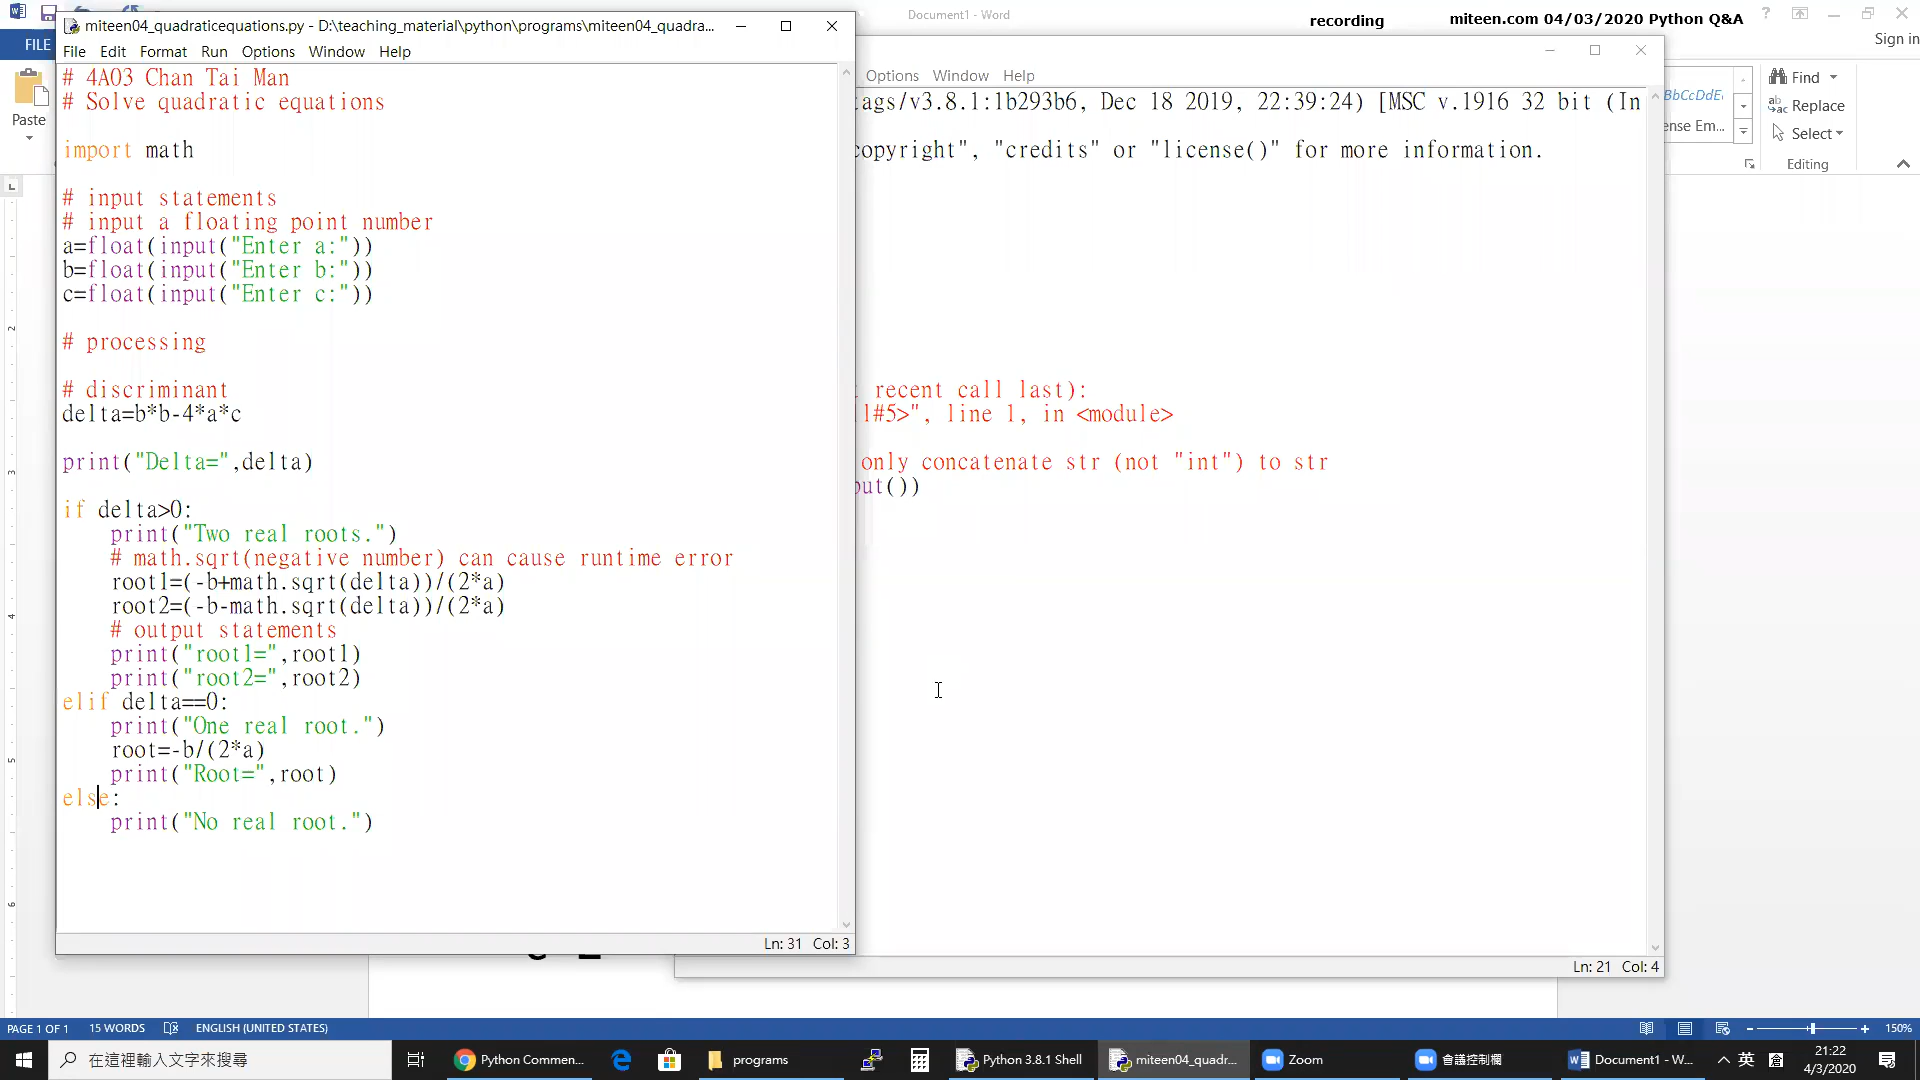 Document1 - Word
recording
miteen.com 04/03/2020 Python Q&A
FILE
Sign in
Paste
Find
Replace
Select
Editing
BbCcDdE
ense Em...
miteen04_quadraticequations.py - D:\teaching_material\python\programs\miteen04_quadra...
File Edit Format Run Options Window Help
# 4A03 Chan Tai Man
# Solve quadratic equations
import math
# input statements
# input a floating point number
a=float(input("Enter a:"))
b=float(input("Enter b:"))
c=float(input("Enter c:"))
# processing
# discriminant
delta=b*b-4*a*c
print("Delta=",delta)
if delta>0:
print("Two real roots.")
# math.sqrt(negative number) can cause runtime error
root1=(-b+math.sqrt(delta))/(2*a)
root2=(-b-math.sqrt(delta))/(2*a)
# output statements
print("root1=",root1)
print("root2=",root2)
elif delta==0:
print("One real root.")
root=-b/(2*a)
print("Root=",root)
else:
print("No real root.")
Ln: 31 Col: 3
Options Window Help
ags/v3.8.1:1b293b6, Dec 18 2019, 22:39:24) [MSC v.1916 32 bit (In
opyright", "credits" or "license()" for more information.
recent call last):
l#5>", line 1, in <module>
only concatenate str (not "int") to str
put())
Ln: 21 Col: 4
PAGE 1 OF 1 15 WORDS ENGLISH (UNITED STATES)
150%
在這裡輸入文字來搜尋
Python Commen...
programs
Python 3.8.1 Shell
miteen04_quadr...
Zoom
會議控制欄
Document1 - W...
英
倉
21:22
4/3/2020